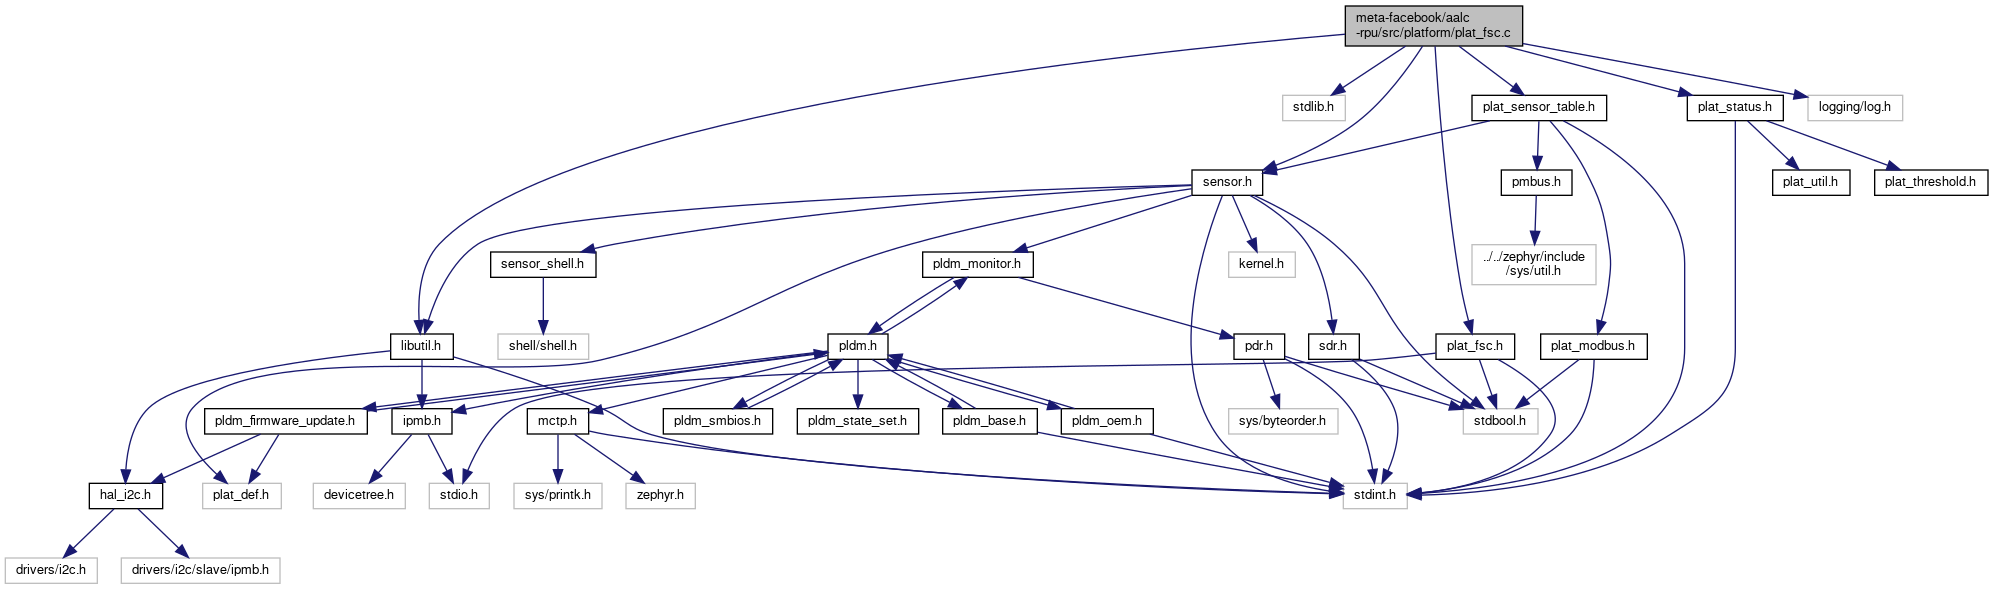 meta-facebook/aalc
-rpu/src/platform/plat_fsc.c
stdlib.h
plat_sensor_table.h
plat_status.h
logging/log.h
sensor.h
pmbus.h
plat_util.h
plat_threshold.h
sensor_shell.h
pldm_monitor.h
kernel.h
../../zephyr/include
/sys/util.h
libutil.h
shell/shell.h
pldm.h
pdr.h
sdr.h
plat_fsc.h
plat_modbus.h
pldm_firmware_update.h
ipmb.h
mctp.h
pldm_smbios.h
pldm_state_set.h
pldm_base.h
pldm_oem.h
sys/byteorder.h
stdbool.h
hal_i2c.h
plat_def.h
devicetree.h
stdio.h
sys/printk.h
zephyr.h
stdint.h
drivers/i2c.h
drivers/i2c/slave/ipmb.h